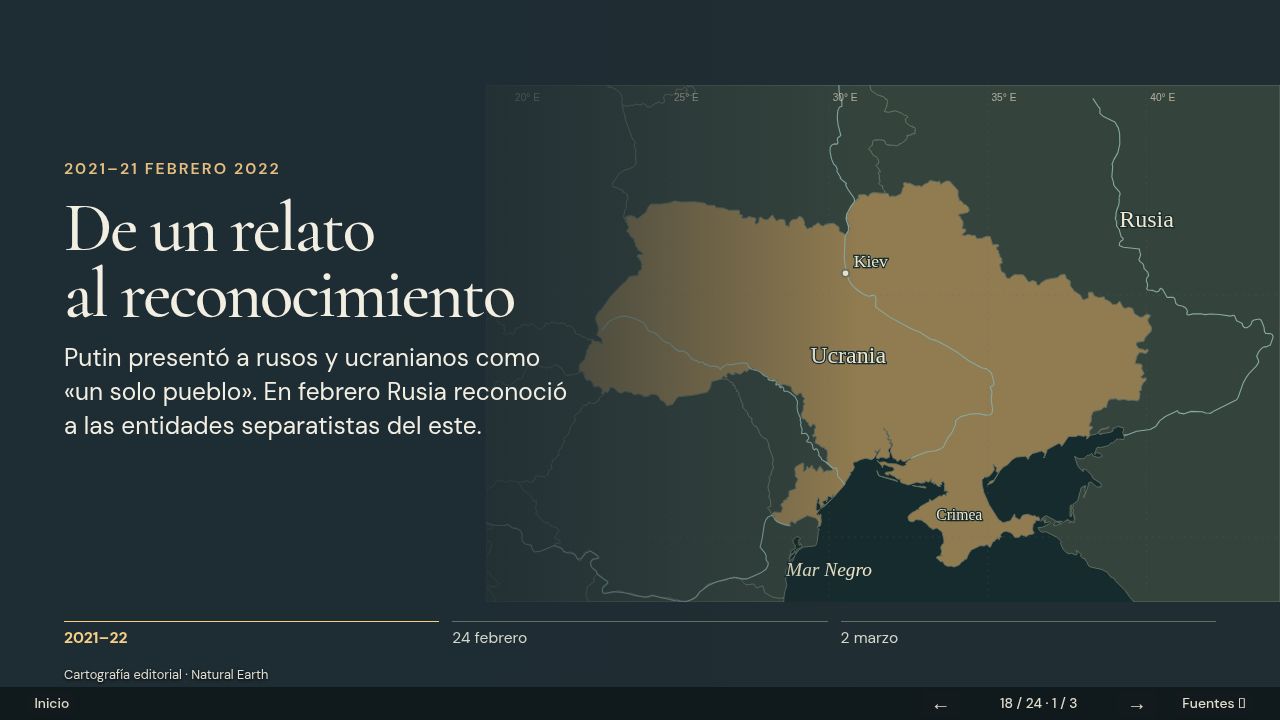 20° E
25° E
30° E
35° E
40° E
2021–21 FEBRERO 2022
De un relato
al reconocimiento
Putin presentó a rusos y ucranianos como
«un solo pueblo». En febrero Rusia reconoció
a las entidades separatistas del este.
Rusia
Kiev
Ucrania
Crimea
Mar Negro
2021–22
24 febrero
2 marzo
Cartografía editorial · Natural Earth
Inicio
← 18 / 24 · 1 / 3 →
Fuentes